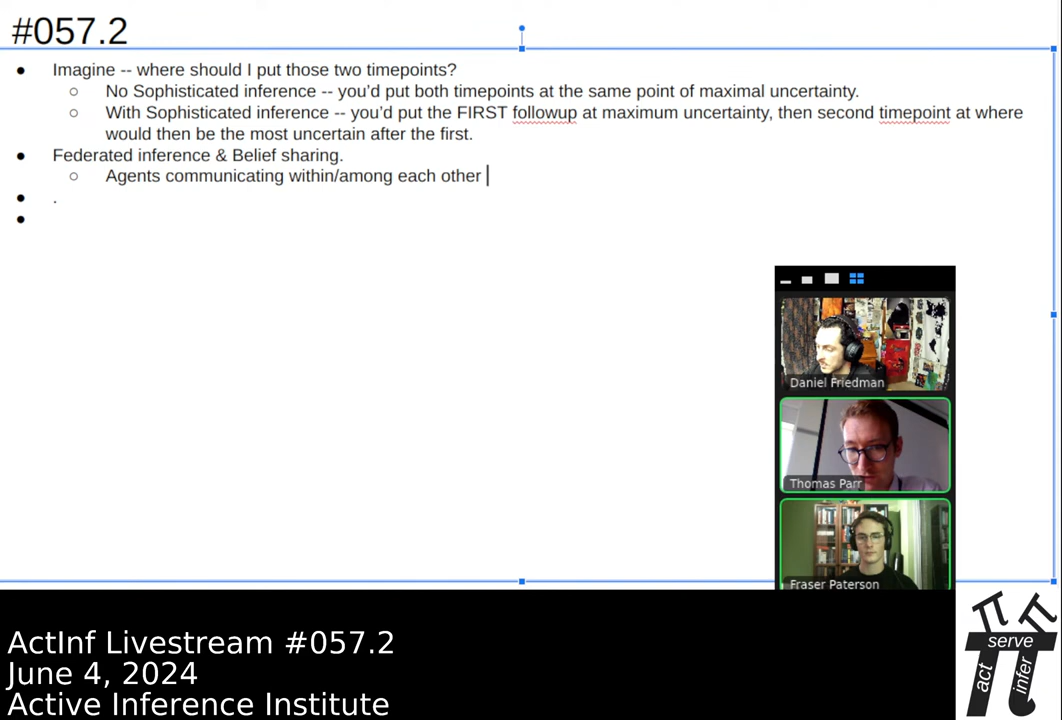 #057.2
● Imagine -- where should I put those two timepoints?
○ No Sophisticated inference -- you’d put both timepoints at the same point of maximal uncertainty.
○ With Sophisticated inference -- you’d put the FIRST followup at maximum uncertainty, then second timepoint at where
would then be the most uncertain after the first.
● Federated inference & Belief sharing.
○ Agents communicating within/among each other
● .
●
Daniel Friedman
Thomas Parr
Fraser Paterson
ActInf Livestream #057.2
June 4, 2024
Active Inference Institute
π π
serve
act
infer